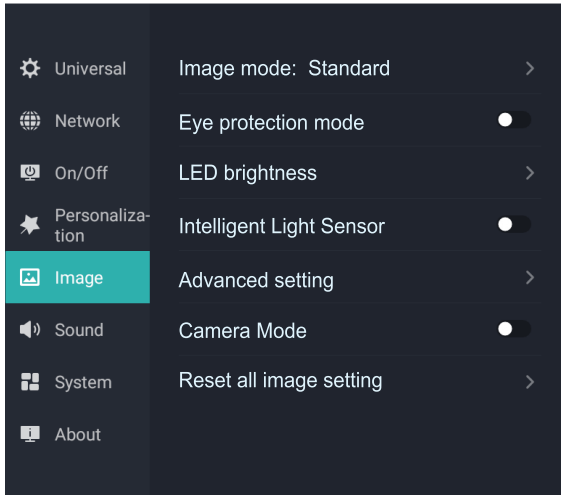 Universal
Network
On/Off
Personaliza-
tion
Image
Sound
System
About
Image mode: Standard
Eye protection mode
LED brightness
Intelligent Light Sensor
Advanced setting
Camera Mode
Reset all image setting